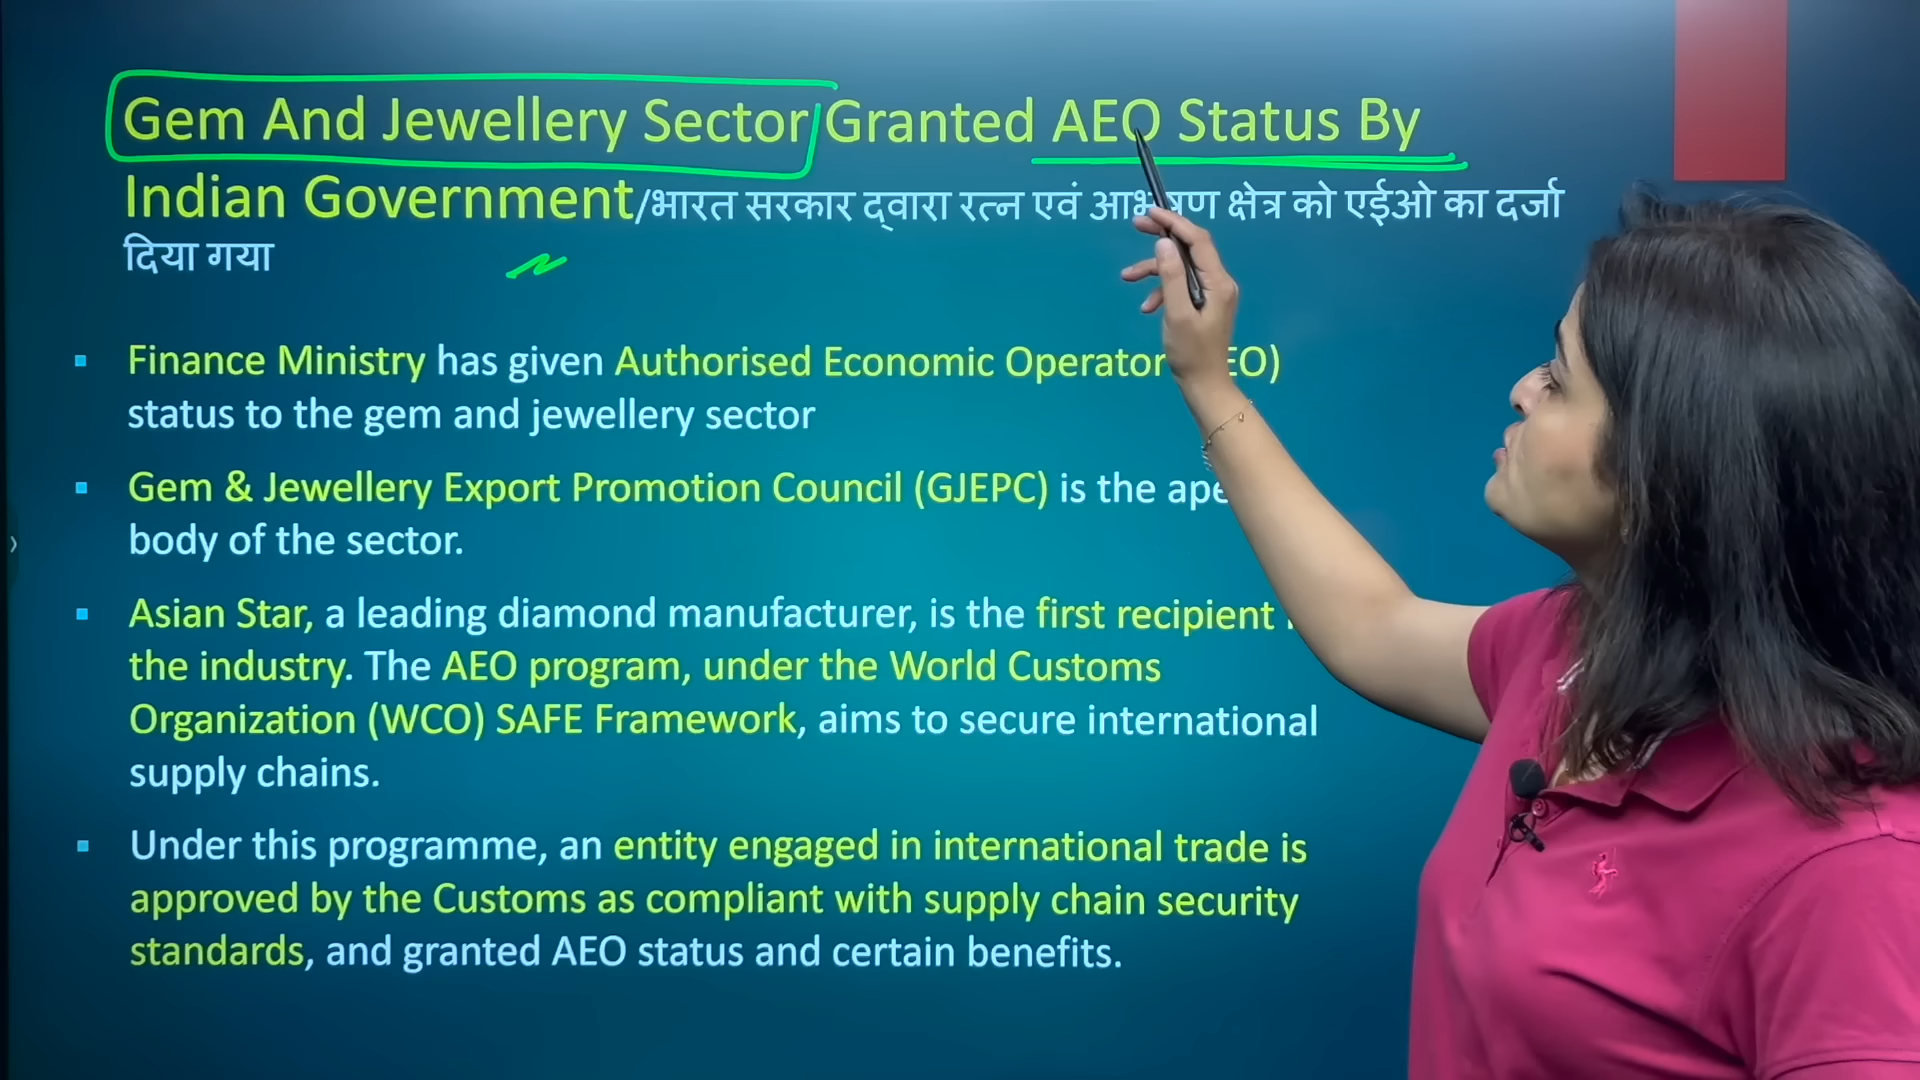 Gem And Jewellery Sector Granted AEO Status By
Indian Government/भारत सरकार द्वारा रत्न एवं आभूषण क्षेत्र को एईओ का दर्जा
दिया गया
Finance Ministry has given Authorised Economic Operator EO)
status to the gem and jewellery sector
Gem & Jewellery Export Promotion Council (GJEPC) is the
body of the sector.
Asian Star, a leading diamond manufacturer, is the first recipient
the industry. The AEO program, under the World Customs
Organization (WCO) SAFE Framework, aims to secure international
supply chains.
Under this programme, an entity engaged in international trade is
approved by the Customs as compliant with supply chain security
standards, and granted AEO status and certain benefits.